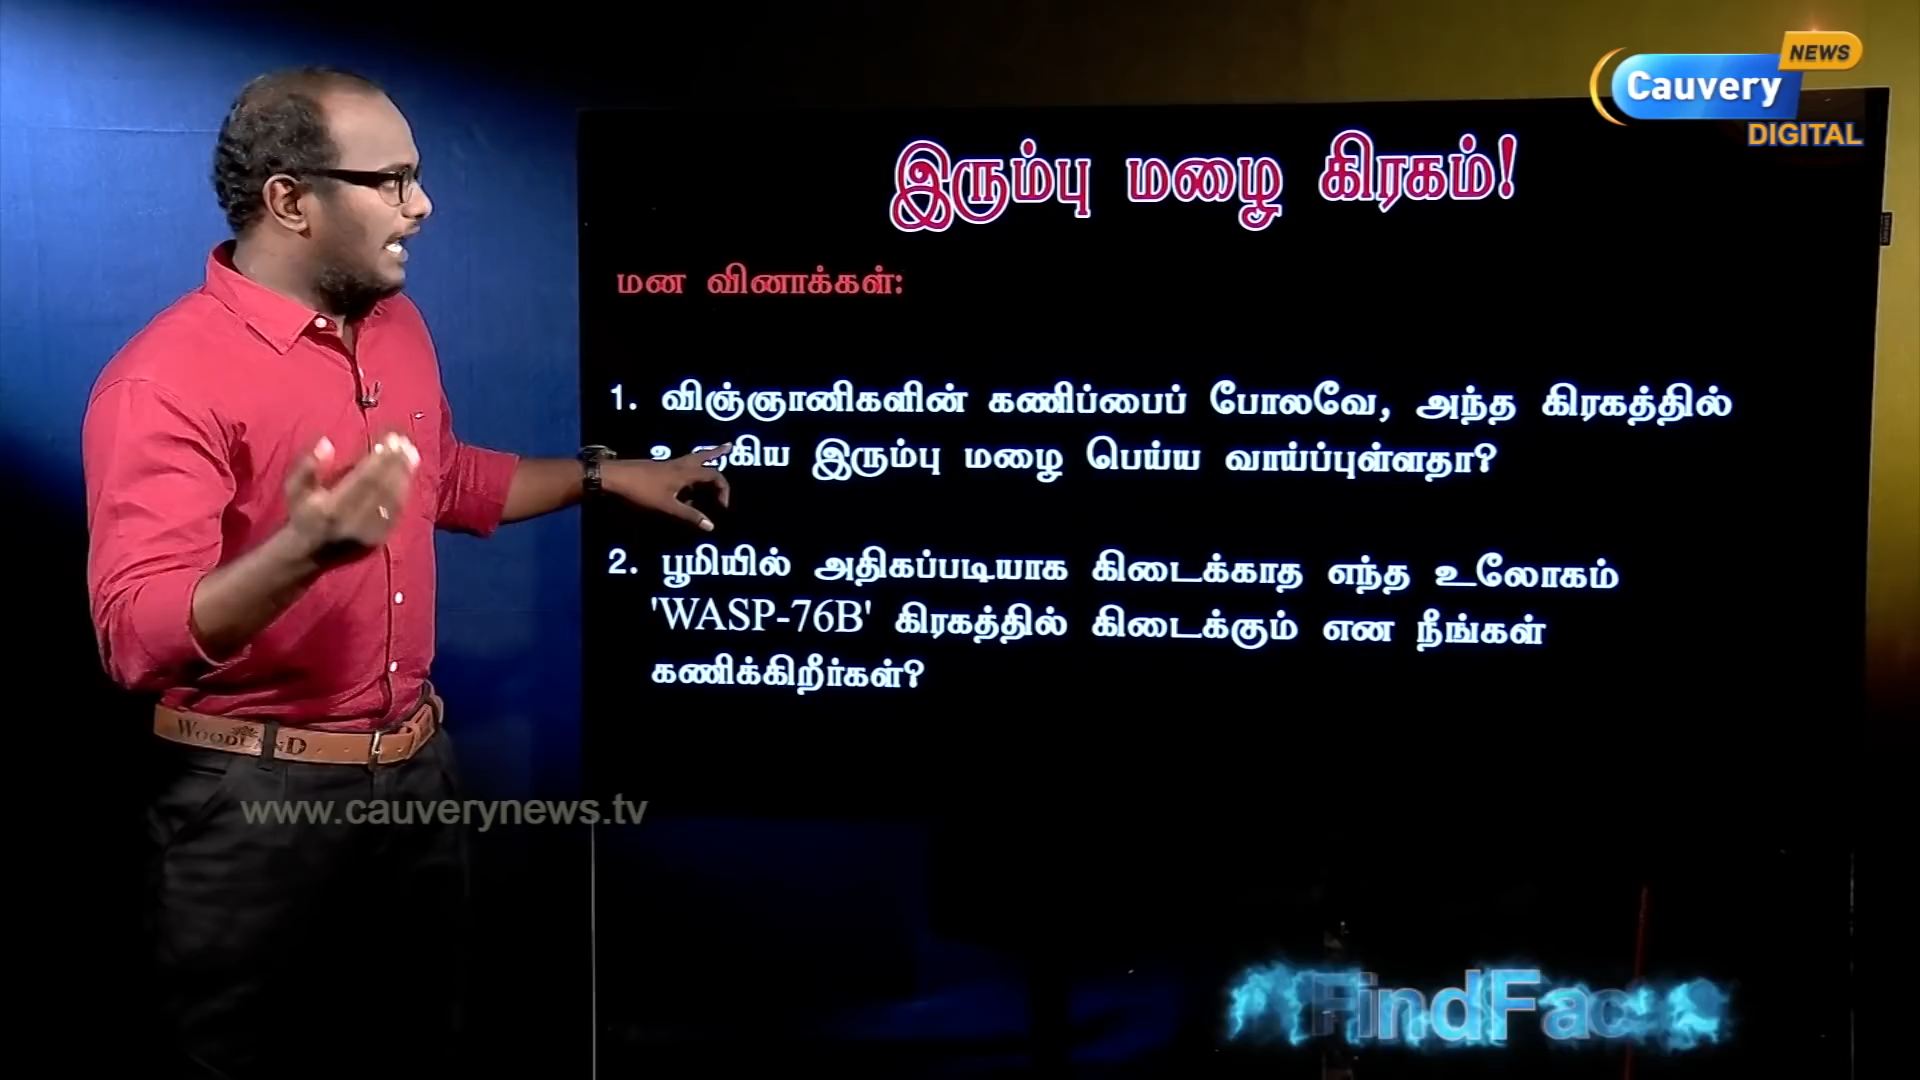 NEWS
Cauvery
DIGITAL
இரும்பு மழை கிரகம்!
மன வினாக்கள்:
1. விஞ்ஞானிகளின் கணிப்பைப் போலவே, அந்த கிரகத்தில்
இரும்பு மழை பெய்ய வாய்ப்புள்ளதா?
2. பூமியில் அதிகப்படியாக கிடைக்காத எந்த உலோகம்
'WASP-76B' கிரகத்தில் கிடைக்கும் என நீங்கள்
கணிக்கிறீர்கள்?
WOODLAND
www.cauverynews.tv